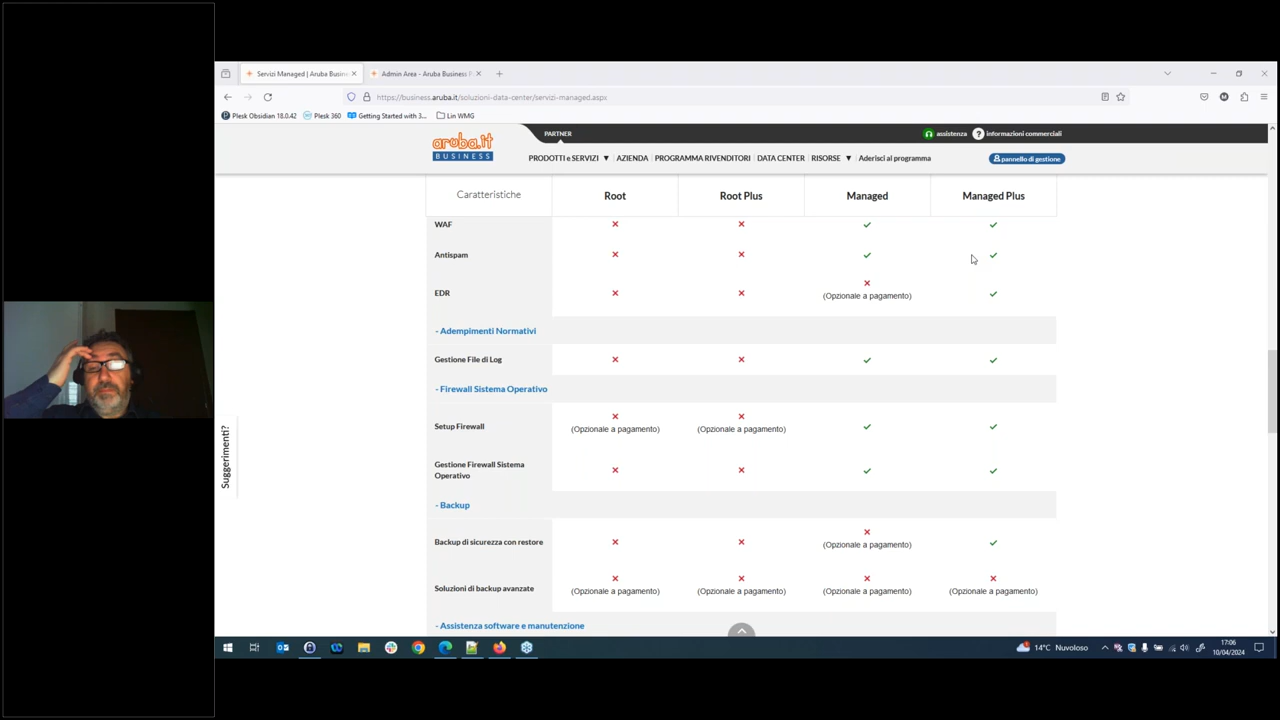 Servizi Managed | Aruba Busine
Admin Area - Aruba Business P
https://business.aruba.it/soluzioni-data-center/servizi-managed.aspx
Plesk Obsidian 18.0.42
Plesk 360
Getting Started with 3...
Lin WMG
aruba.it
BUSINESS
PARTNER
assistenza
informazioni commerciali
PRODOTTI e SERVIZI ▼
AZIENDA
PROGRAMMA RIVENDITORI
DATA CENTER
RISORSE ▼
Aderisci al programma
pannello di gestione
Caratteristiche
Root
Root Plus
Managed
Managed Plus
WAF
Antispam
EDR
(Opzionale a pagamento)
- Adempimenti Normativi
Gestione File di Log
- Firewall Sistema Operativo
Setup Firewall
(Opzionale a pagamento)
(Opzionale a pagamento)
Gestione Firewall Sistema
Operativo
- Backup
Backup di sicurezza con restore
(Opzionale a pagamento)
Soluzioni di backup avanzate
(Opzionale a pagamento)
(Opzionale a pagamento)
(Opzionale a pagamento)
(Opzionale a pagamento)
- Assistenza software e manutenzione
Suggerimenti?
14°C Nuvoloso
17:06
10/04/2024